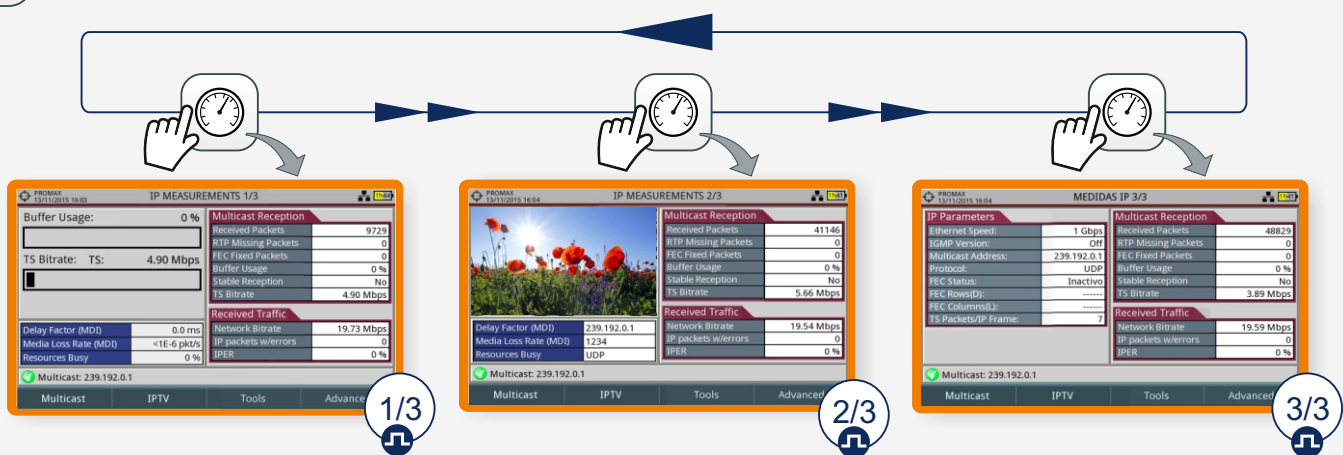 PROMAX
13/11/2015 16:03
IP MEASUREMENTS 1/3
1h44
Buffer Usage: 0 %
TS Bitrate: TS: 4.90 Mbps
Delay Factor (MDI) 0.0 ms
Media Loss Rate (MDI) <1E-6 pkt/s
Resources Busy 0 %
Multicast Reception
Received Packets 9729
RTP Missing Packets 0
FEC Fixed Packets 0
Buffer Usage 0 %
Stable Reception No
TS Bitrate 4.90 Mbps
Received Traffic
Network Bitrate 19.73 Mbps
IP packets w/errors 0
IPER 0 %
Multicast: 239.192.0.1
Multicast IPTV Tools Advance
1/3
PROMAX
13/11/2015 16:04
IP MEASUREMENTS 2/3
Delay Factor (MDI) 239.192.0.1
Media Loss Rate (MDI) 1234
Resources Busy UDP
Multicast Reception
Received Packets 41146
RTP Missing Packets 0
FEC Fixed Packets 0
Buffer Usage 0 %
Stable Reception No
TS Bitrate 5.66 Mbps
Received Traffic
Network Bitrate 19.54 Mbps
IP packets w/errors 0
IPER 0 %
Multicast: 239.192.0.1
Multicast IPTV Tools Advanced
2/3
PROMAX
13/11/2015 16:04
MEDIDAS IP 3/3
IP Parameters
Ethernet Speed: 1 Gbps
IGMP Version: Off
Multicast Address: 239.192.0.1
Protocol: UDP
FEC Status: Inactivo
FEC Rows(D): ------
FEC Columns(L): ------
TS Packets/IP Frame: 7
Multicast Reception
Received Packets 48829
RTP Missing Packets 0
FEC Fixed Packets 0
Buffer Usage 0 %
Stable Reception No
TS Bitrate 3.89 Mbps
Received Traffic
Network Bitrate 19.59 Mbps
IP packets w/errors 0
IPER 0 %
Multicast: 239.192.0.1
Multicast IPTV Tools Advance
3/3